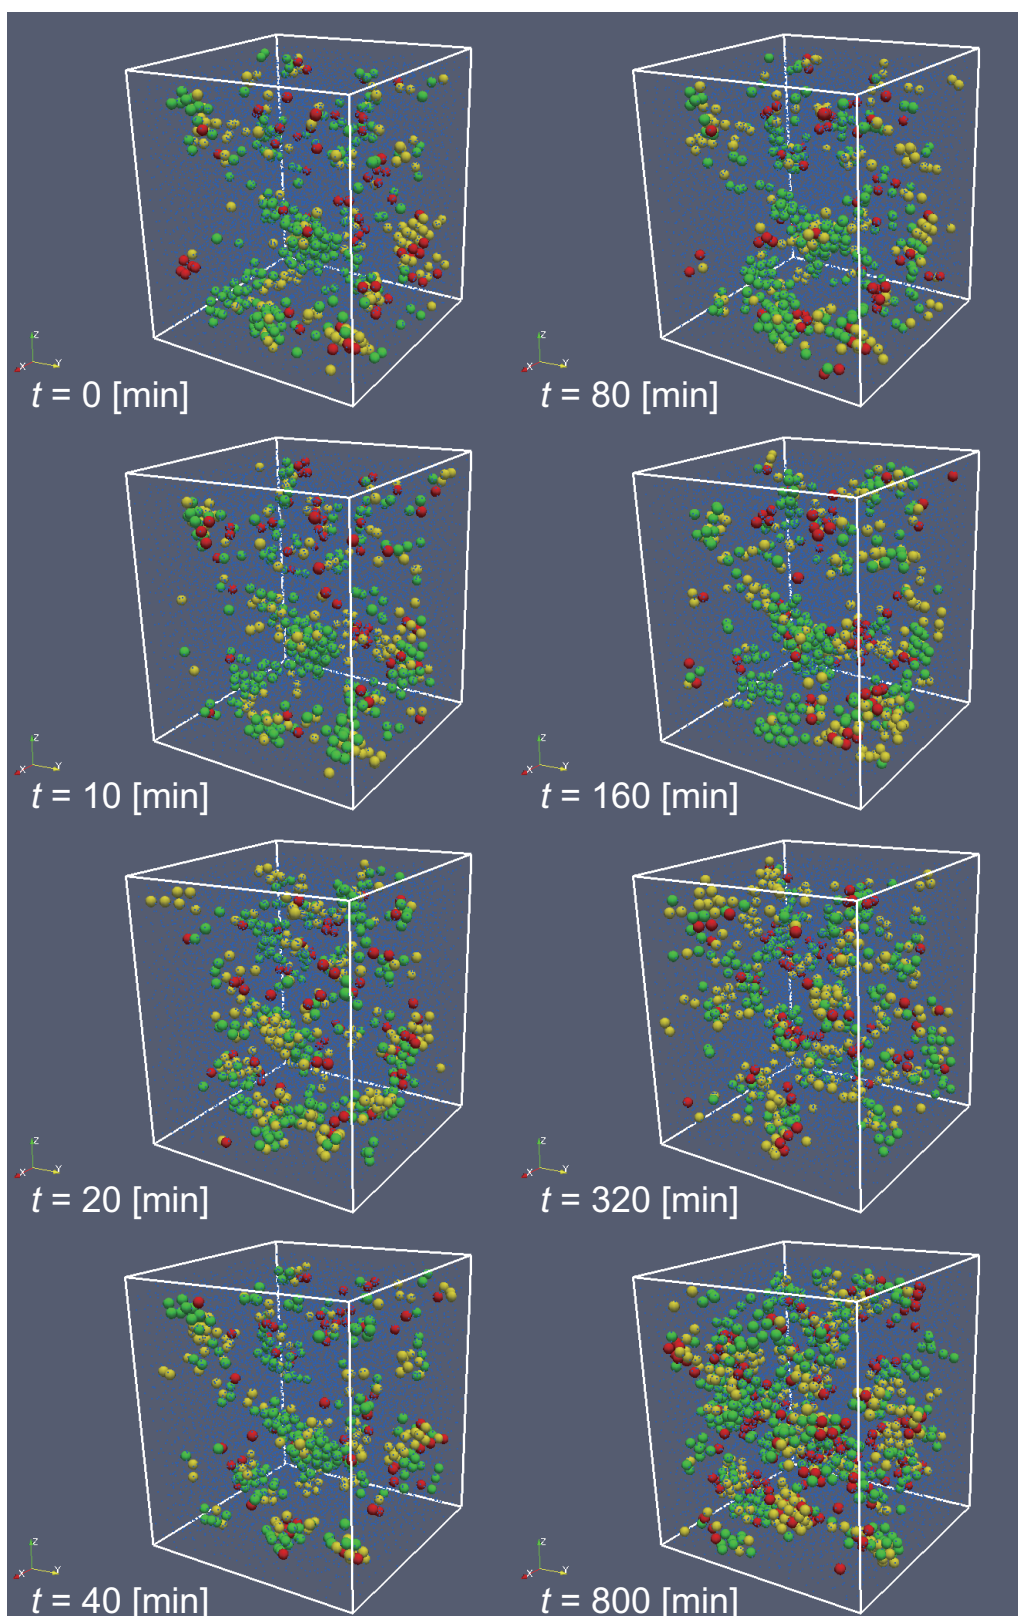 Z
X
Y
t = 0 [min]
Z
X
Y
t = 80 [min]
Z
X
Y
t = 10 [min]
Z
X
Y
t = 160 [min]
Z
X
Y
t = 20 [min]
Z
X
Y
t = 320 [min]
Z
X
Y
t = 40 [min]
Z
X
Y
t = 800 [min]